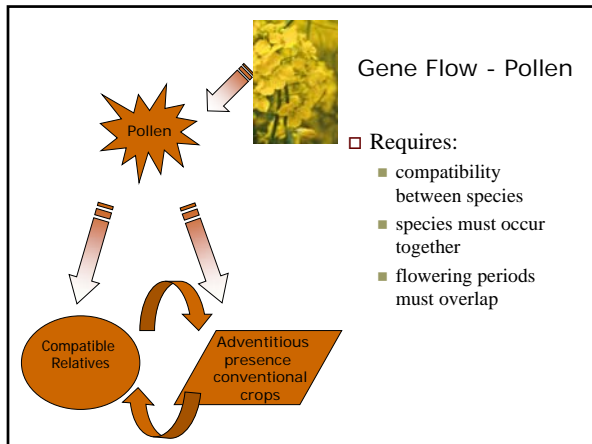 Gene Flow - Pollen
Pollen
Requires:
compatibility
between species
species must occur
together
flowering periods
must overlap
Compatible
Relatives
Adventitious
presence
conventional
crops